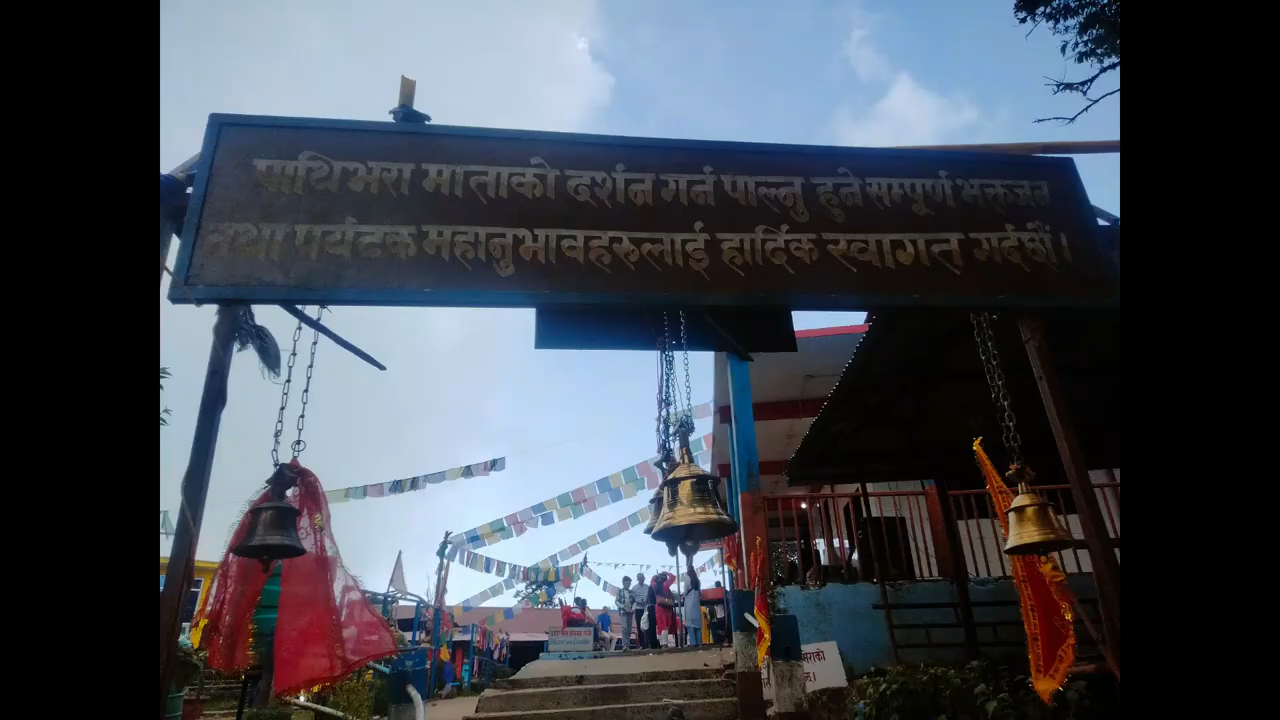 पाथिभरा माताको दर्शन गर्न पाल्नु हुने सम्पूर्ण भक्तजन
तथा पर्यटक महानुभावहरुलाई हार्दिक स्वागत गर्दछौं।